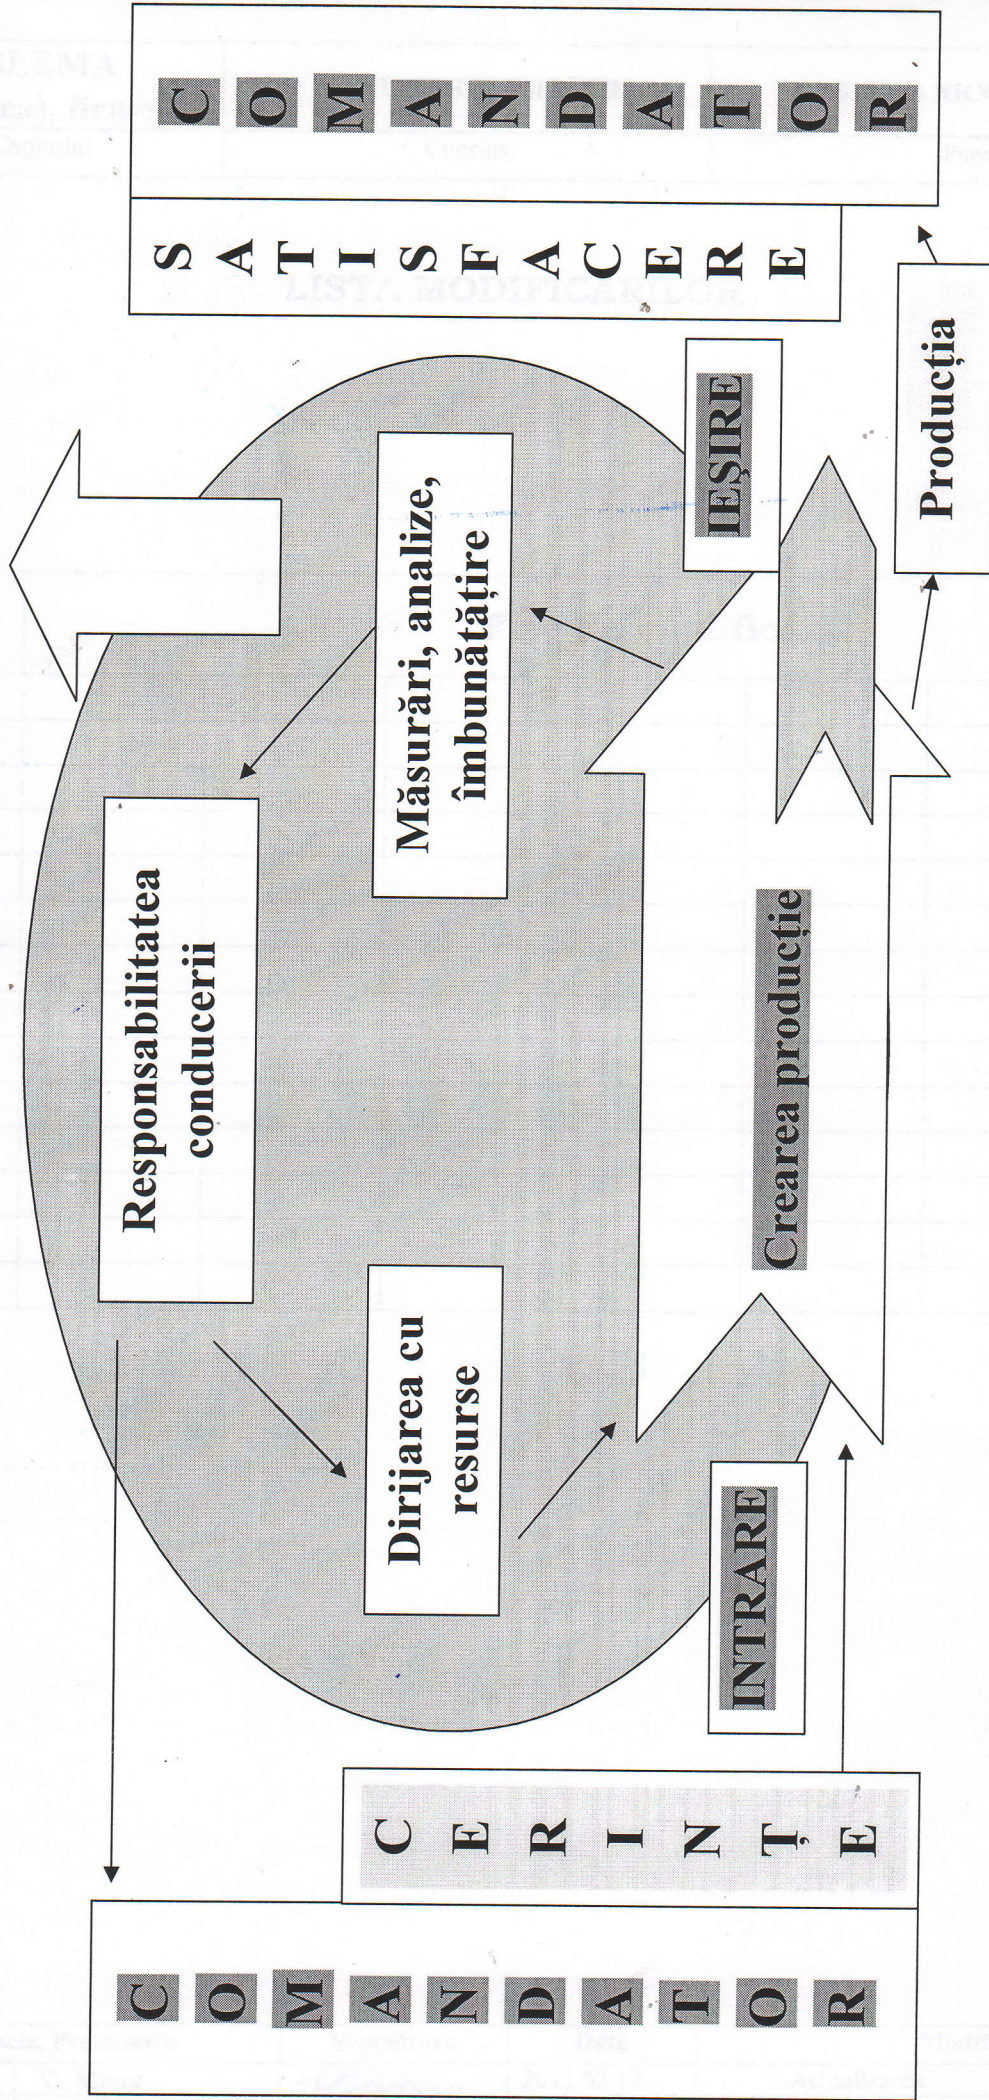 COMANDATOR
CERINȚE
Responsabilitatea
conducerii
Dirijarea cu
resurse
Măsurări, analize,
îmbunătățire
INTRARE
Crearea producție
IEȘIRE
Producția
SATISFACERE
COMANDATOR
LISTA MODIFICĂRILOR